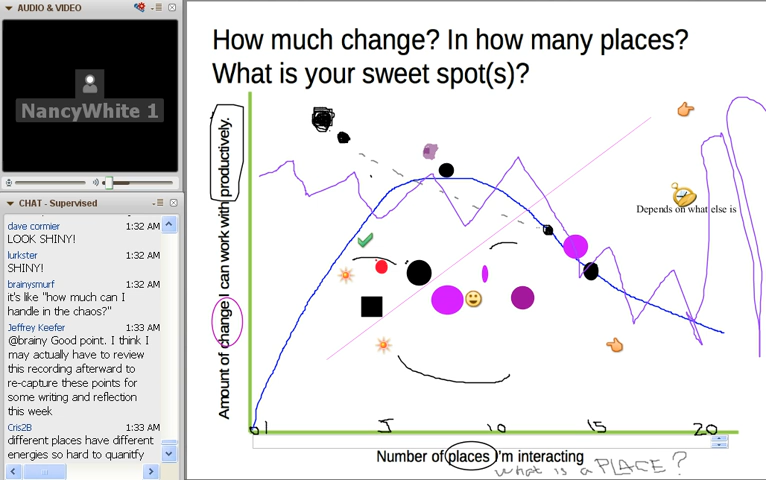 AUDIO & VIDEO
NancyWhite 1
CHAT - Supervised
dave cormier 1:32 AM
LOOK SHINY!
lurkster 1:32 AM
SHINY!
brainysmurf 1:32 AM
it's like "how much can I
handle in the chaos?"
Jeffrey Keefer 1:33 AM
@brainy Good point. I think I
may actually have to review
this recording afterward to
re-capture these points for
some writing and reflection
this week
Cris2B 1:33 AM
different places have different
energies so hard to quanitfy
How much change? In how many places?
What is your sweet spot(s)?
Amount of change I can work with productively.
Depends on what else is
01 5 10 15 20
Number of places I'm interacting
what is a PLACE?